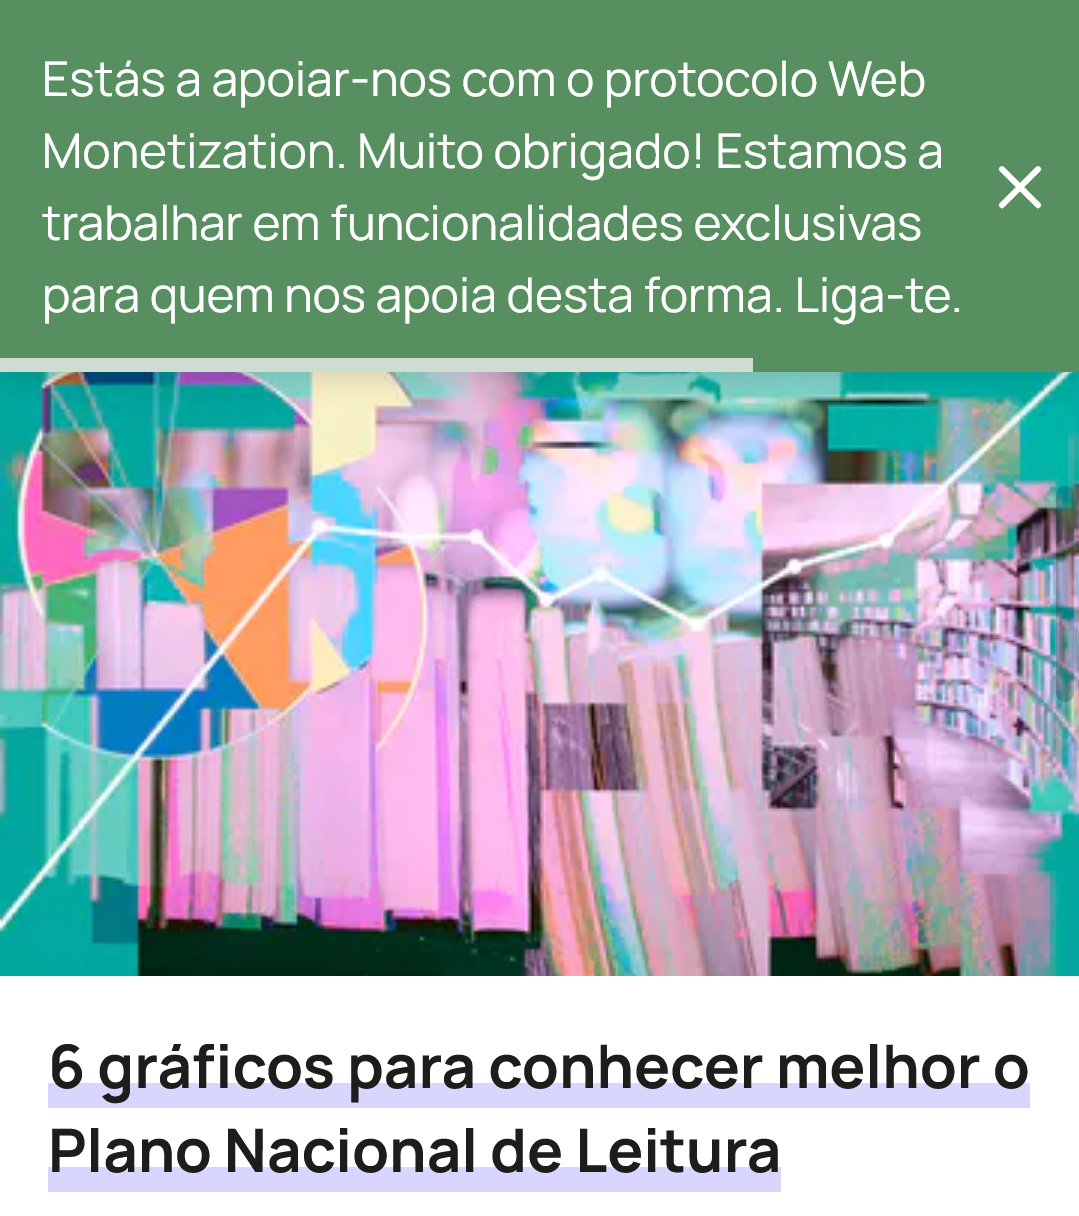 Estás a apoiar-nos com o protocolo Web
Monetization. Muito obrigado! Estamos a
trabalhar em funcionalidades exclusivas
para quem nos apoia desta forma. Liga-te.
6 gráficos para conhecer melhor o
Plano Nacional de Leitura